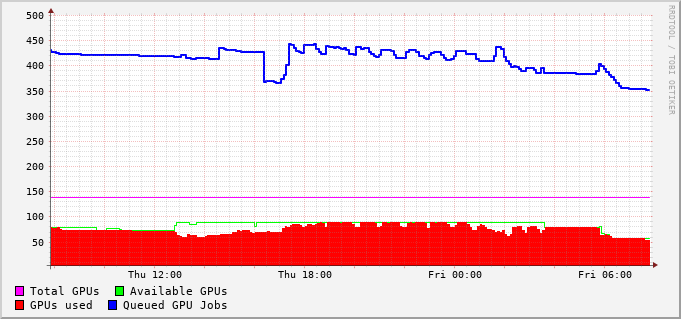 500
450
400
350
300
250
200
150
100
50
Thu 12:00 Thu 18:00 Fri 00:00 Fri 06:00
Total GPUs Available GPUs
GPUs used Queued GPU Jobs
RRDTOOL / TOBI OETIKER